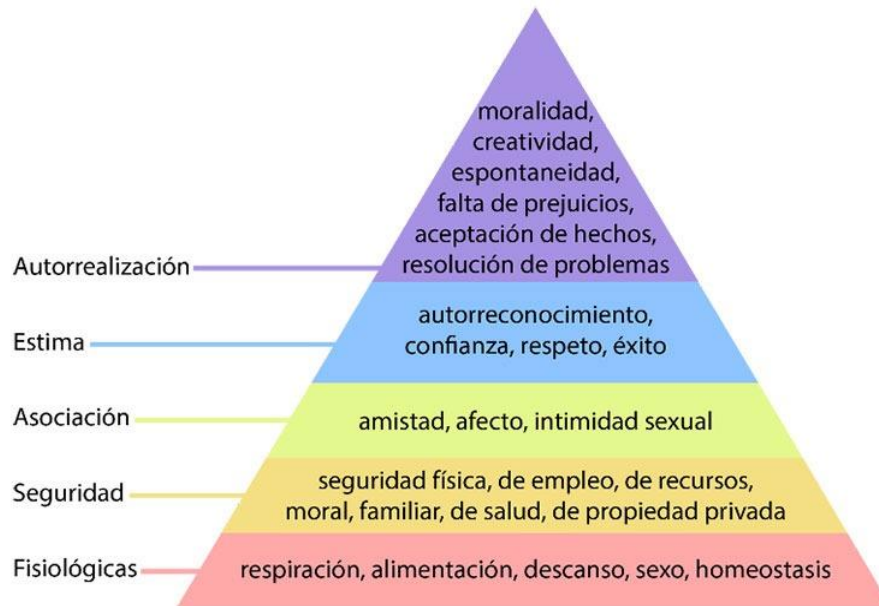 moralidad,
creatividad,
espontaneidad,
falta de prejuicios,
aceptación de hechos,
resolución de problemas
Autorrealización
autorreconocimiento,
confianza, respeto, éxito
Estima
amistad, afecto, intimidad sexual
Asociación
seguridad física, de empleo, de recursos,
moral, familiar, de salud, de propiedad privada
Seguridad
respiración, alimentación, descanso, sexo, homeostasis
Fisiológicas